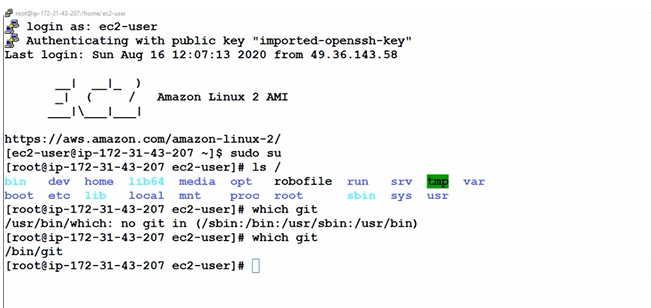 root@ip-172-31-43-207:/home/ec2-user
login as: ec2-user
Authenticating with public key "imported-openssh-key"
Last login: Sun Aug 16 12:07:13 2020 from 49.36.143.58
       __|  __|_  )
       _|  (     /   Amazon Linux 2 AMI
      ___|\___|___|
https://aws.amazon.com/amazon-linux-2/
[ec2-user@ip-172-31-43-207 ~]$ sudo su
[root@ip-172-31-43-207 ec2-user]# ls /
bin   dev  home  lib64  media  opt   robofile  run   srv  tmp  var
boot  etc  lib   local  mnt    proc  root      sbin  sys  usr
[root@ip-172-31-43-207 ec2-user]# which git
/usr/bin/which: no git in (/sbin:/bin:/usr/sbin:/usr/bin)
[root@ip-172-31-43-207 ec2-user]# which git
/bin/git
[root@ip-172-31-43-207 ec2-user]#